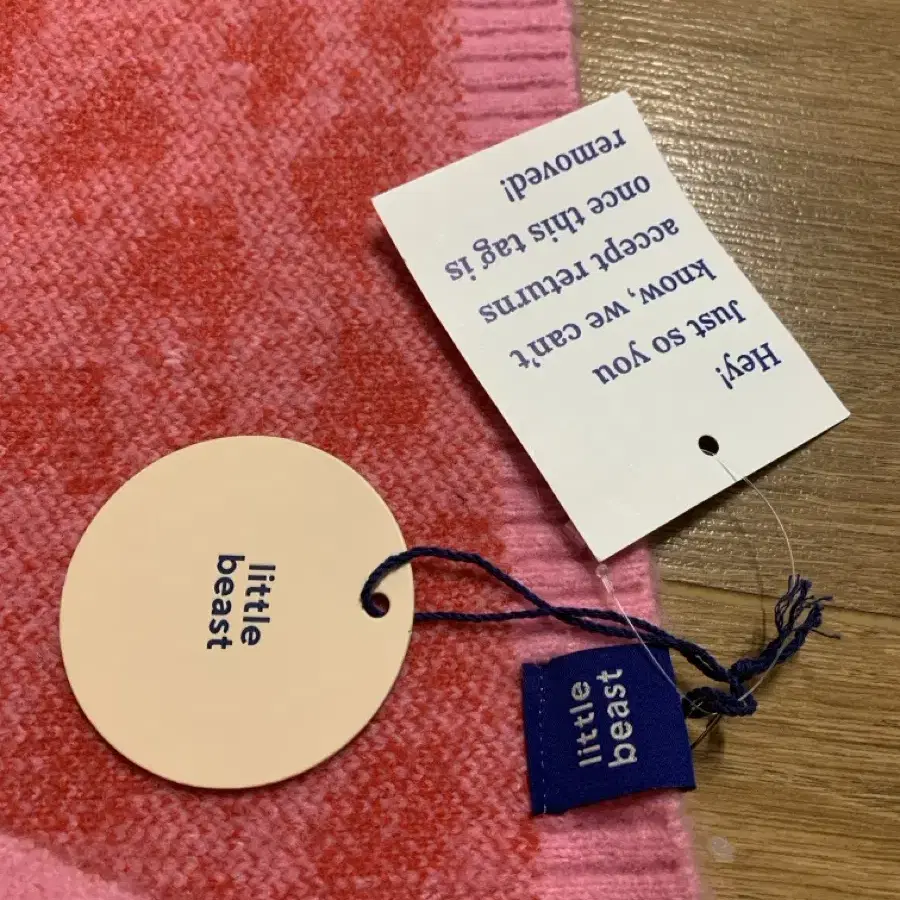 Hey!
Just so you
know, we can't
accept returns
once this tag is
removed!
little
beast
little
beast